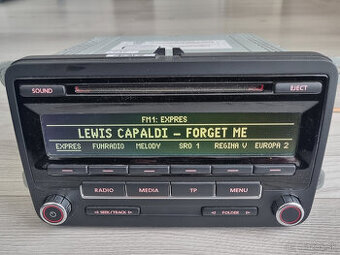 SOUND EJECT
FM1: EXPRES
LEWIS CAPALDI – FORGET ME
EXPRES FUNRADIO MELODY SRO 1 REGINA V EUROPA 2
RADIO MEDIA TP MENU
SEEK/TRACK FOLDER